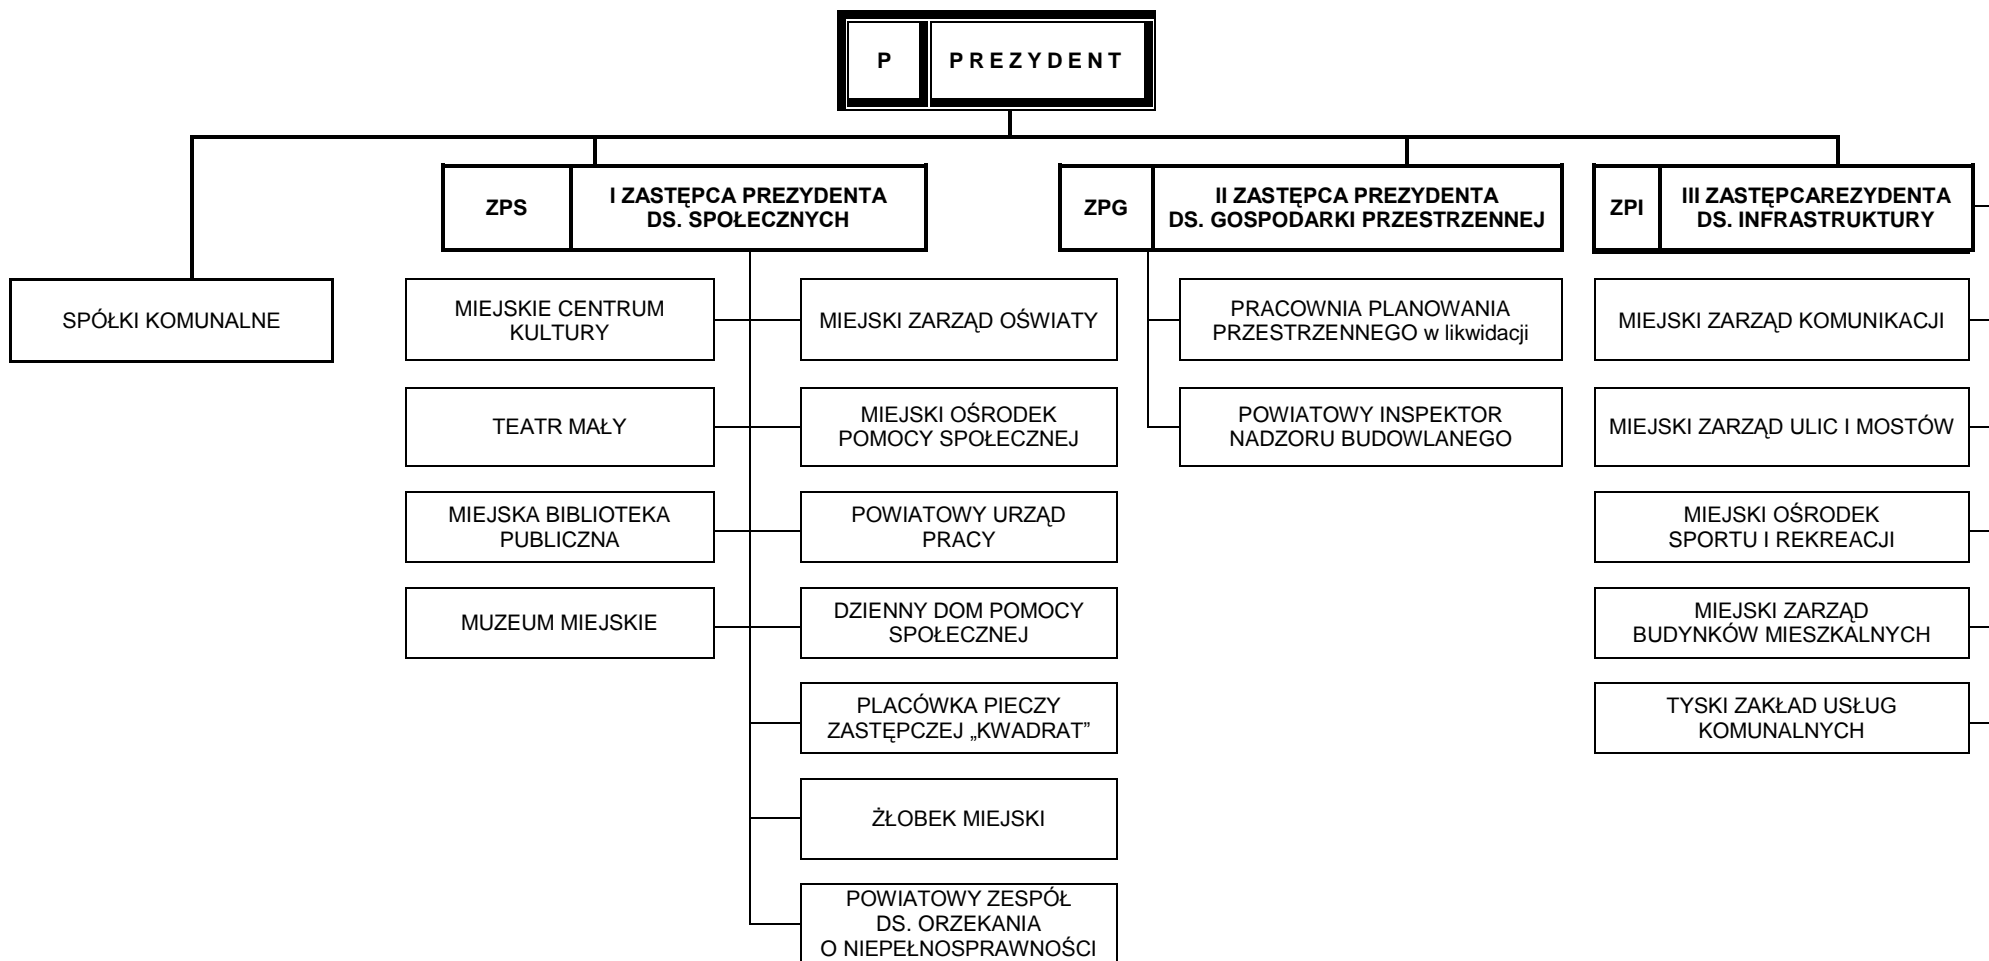 P
P R E Z Y D E N T
ZPS
I ZASTĘPCA PREZYDENTA
DS. SPOŁECZNYCH
ZPG
II ZASTĘPCA PREZYDENTA
DS. GOSPODARKI PRZESTRZENNEJ
ZPI
III ZASTĘPCAREZYDENTA
DS. INFRASTRUKTURY
SPÓŁKI KOMUNALNE
MIEJSKIE CENTRUM
KULTURY
MIEJSKI ZARZĄD OŚWIATY
PRACOWNIA PLANOWANIA
PRZESTRZENNEGO w likwidacji
MIEJSKI ZARZĄD KOMUNIKACJI
TEATR MAŁY
MIEJSKI OŚRODEK
POMOCY SPOŁECZNEJ
POWIATOWY INSPEKTOR
NADZORU BUDOWLANEGO
MIEJSKI ZARZĄD ULIC I MOSTÓW
MIEJSKA BIBLIOTEKA
PUBLICZNA
POWIATOWY URZĄD
PRACY
MIEJSKI OŚRODEK
SPORTU I REKREACJI
MUZEUM MIEJSKIE
DZIENNY DOM POMOCY
SPOŁECZNEJ
MIEJSKI ZARZĄD
BUDYNKÓW MIESZKALNYCH
PLACÓWKA PIECZY
ZASTĘPCZEJ „KWADRAT”
TYSKI ZAKŁAD USŁUG
KOMUNALNYCH
ŻŁOBEK MIEJSKI
POWIATOWY ZESPÓŁ
DS. ORZEKANIA
O NIEPEŁNOSPRAWNOŚCI